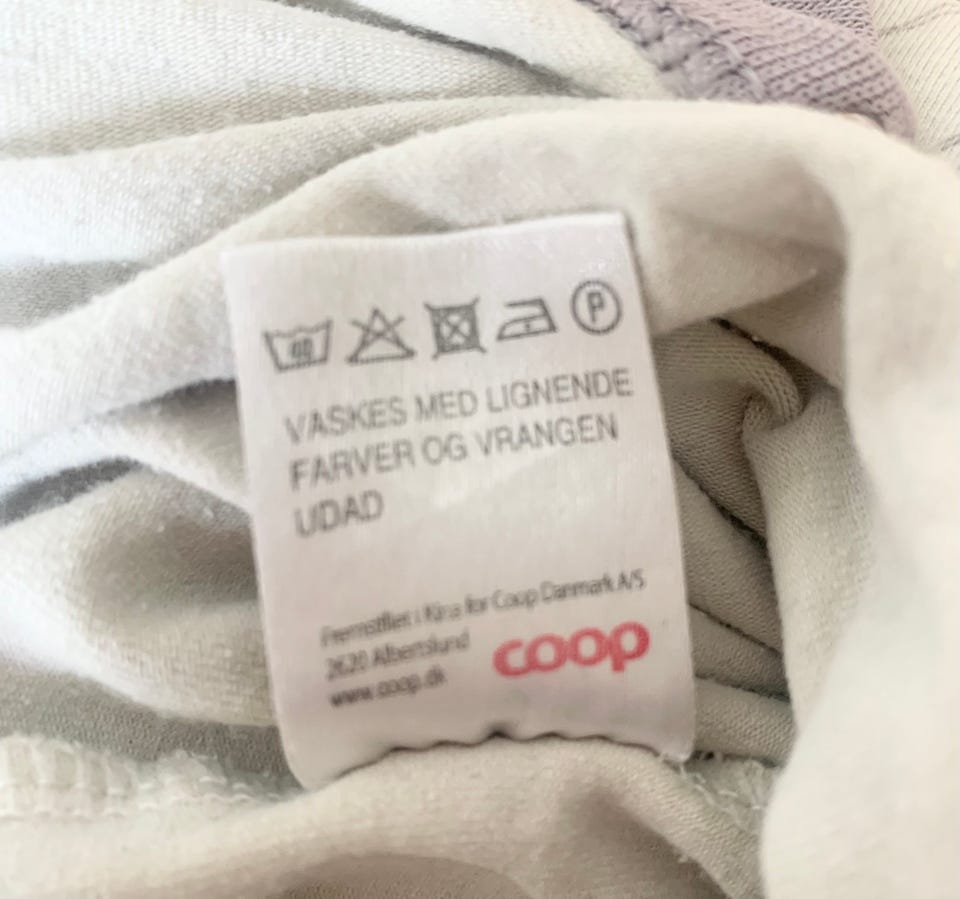 P
VASKES MED LIGNENDE
FARVER OG VRANGEN
UDAD
Fremstillet i Kina for Coop Danmark A/S
2620 Albertslund
www.coop.dk
coop